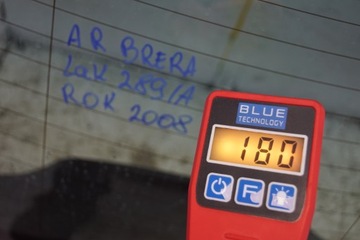 AR BRERA
LAK 289/A
ROK 2008
BLUE
TECHNOLOGY
180
F